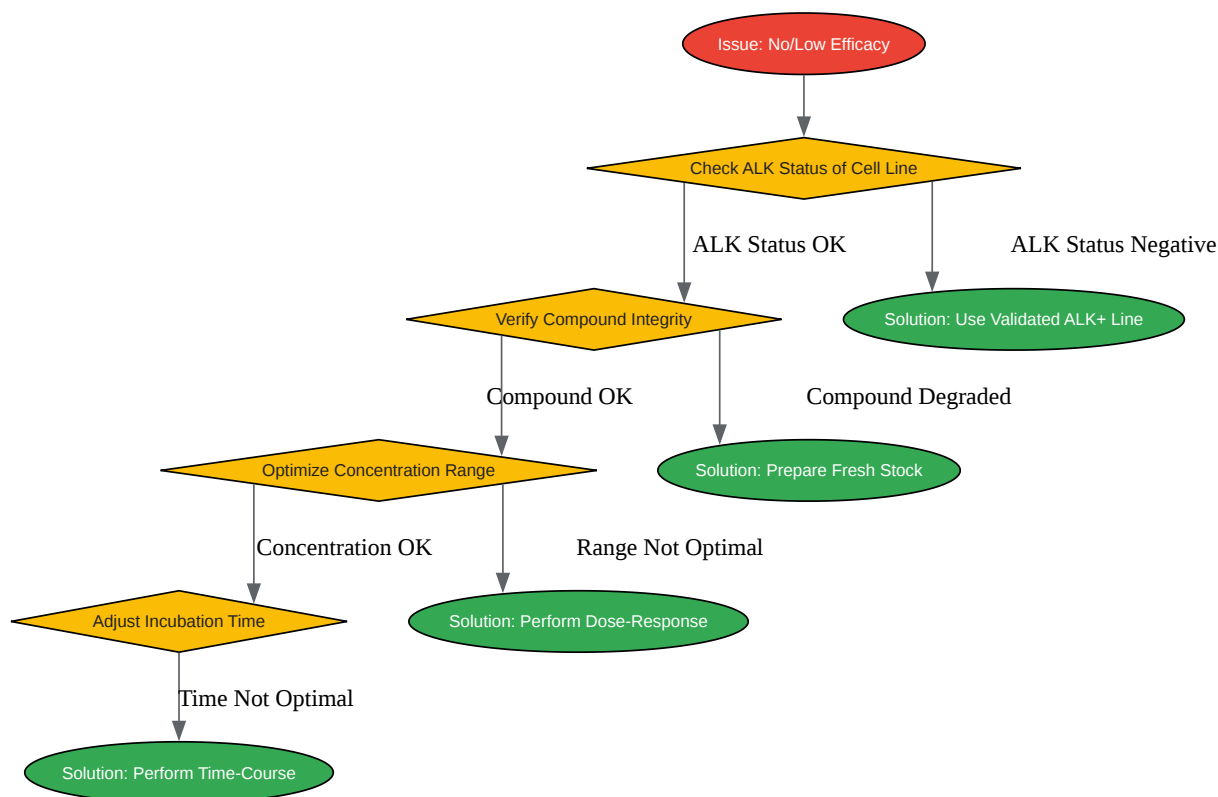 Issue: No/Low Efficacy
Check ALK Status of Cell Line
ALK Status OK
ALK Status Negative
Verify Compound Integrity
Solution: Use Validated ALK+ Line
Compound OK
Compound Degraded
Optimize Concentration Range
Solution: Prepare Fresh Stock
Concentration OK
Range Not Optimal
Adjust Incubation Time
Solution: Perform Dose-Response
Time Not Optimal
Solution: Perform Time-Course